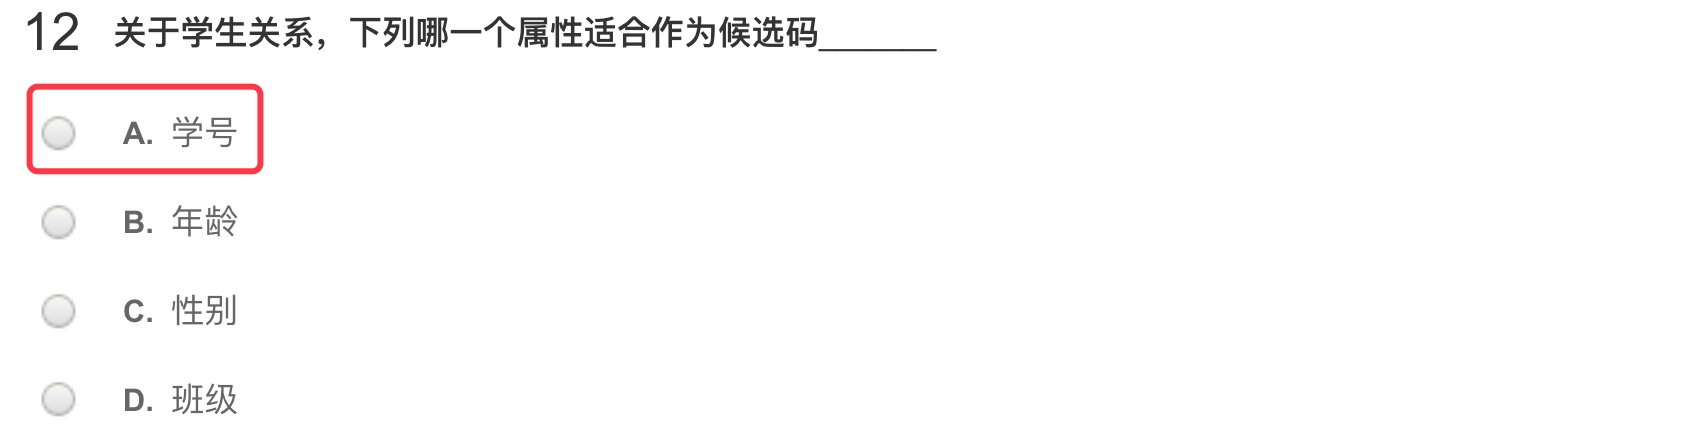 12 关于学生关系，下列哪一个属性适合作为候选码_______
A. 学号
B. 年龄
C. 性别
D. 班级